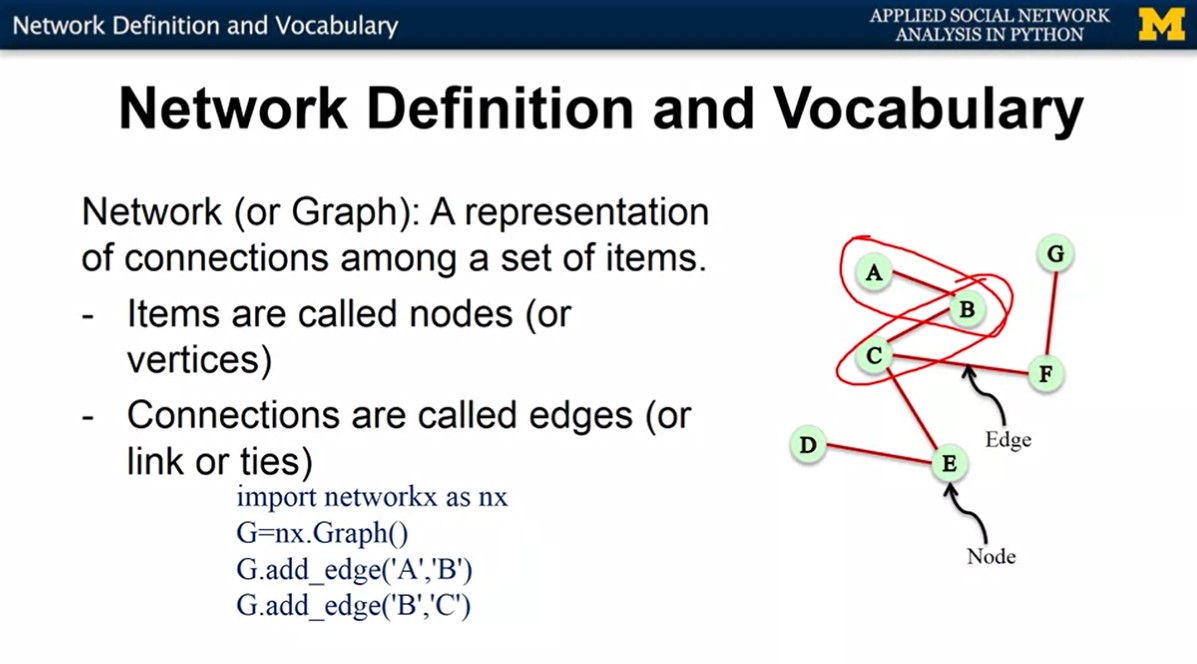 Network Definition and Vocabulary
APPLIED SOCIAL NETWORK
ANALYSIS IN PYTHON
M
Network Definition and Vocabulary
Network (or Graph): A representation
of connections among a set of items.
- Items are called nodes (or
vertices)
- Connections are called edges (or
link or ties)
import networkx as nx
G=nx.Graph()
G.add_edge('A','B')
G.add_edge('B','C')
A
B
C
D
E
F
G
Edge
Node